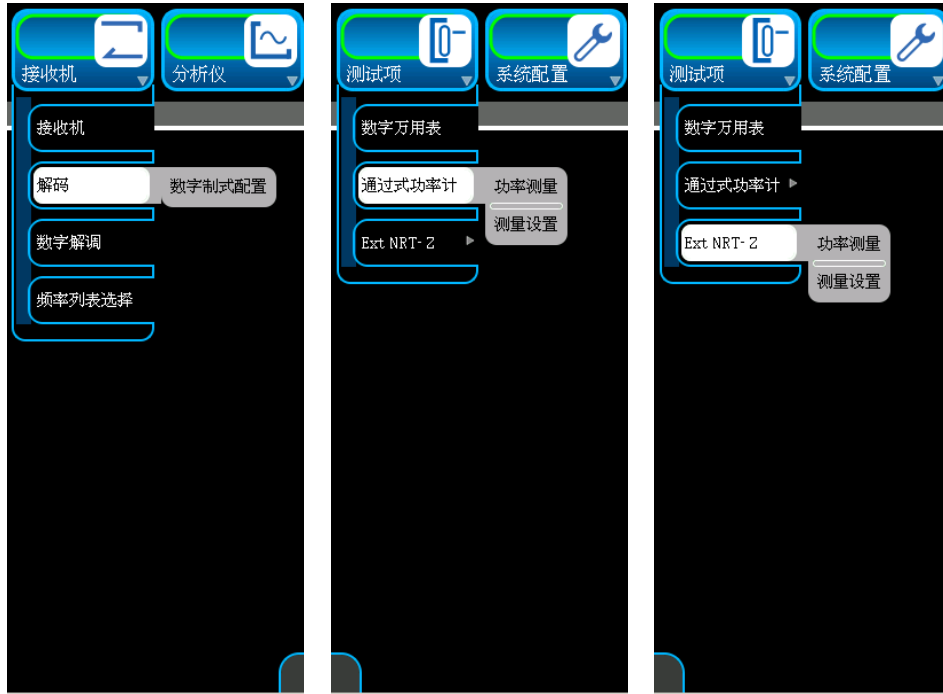 接收机
分析仪
接收机
解码
数字制式配置
数字解调
频率列表选择
测试项
系统配置
数字万用表
通过式功率计
功率测量
测量设置
Ext NRT-Z
测试项
系统配置
数字万用表
通过式功率计
Ext NRT-Z
功率测量
测量设置